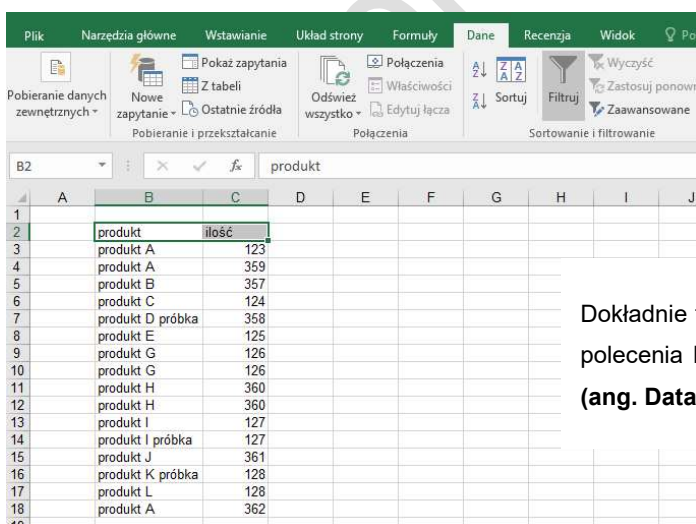 Plik Narzędzia główne Wstawianie Układ strony Formuły Dane Recenzja Widok
Pobieranie danych zewnętrznych
Nowe zapytanie
Pokaż zapytania
Z tabeli
Ostatnie źródła
Pobieranie i przekształcanie
Odśwież wszystko
Połączenia
Właściwości
Edytuj łącza
Połączenia
Sortuj
Filtruj
Wyczyść
Zastosuj
Zaawansowane
Sortowanie i filtrowanie
B2 fx produkt
A B C D E F G H I J
1
2 produkt ilość
3 produkt A 123
4 produkt A 359
5 produkt B 357
6 produkt C 124
7 produkt D próbka 358
8 produkt E 125
9 produkt G 126
10 produkt G 126
11 produkt H 360
12 produkt H 360
13 produkt I 127
14 produkt I próbka 127
15 produkt J 361
16 produkt K próbka 128
17 produkt L 128
18 produkt A 362
Dokładnie
polecenia
(ang. Data